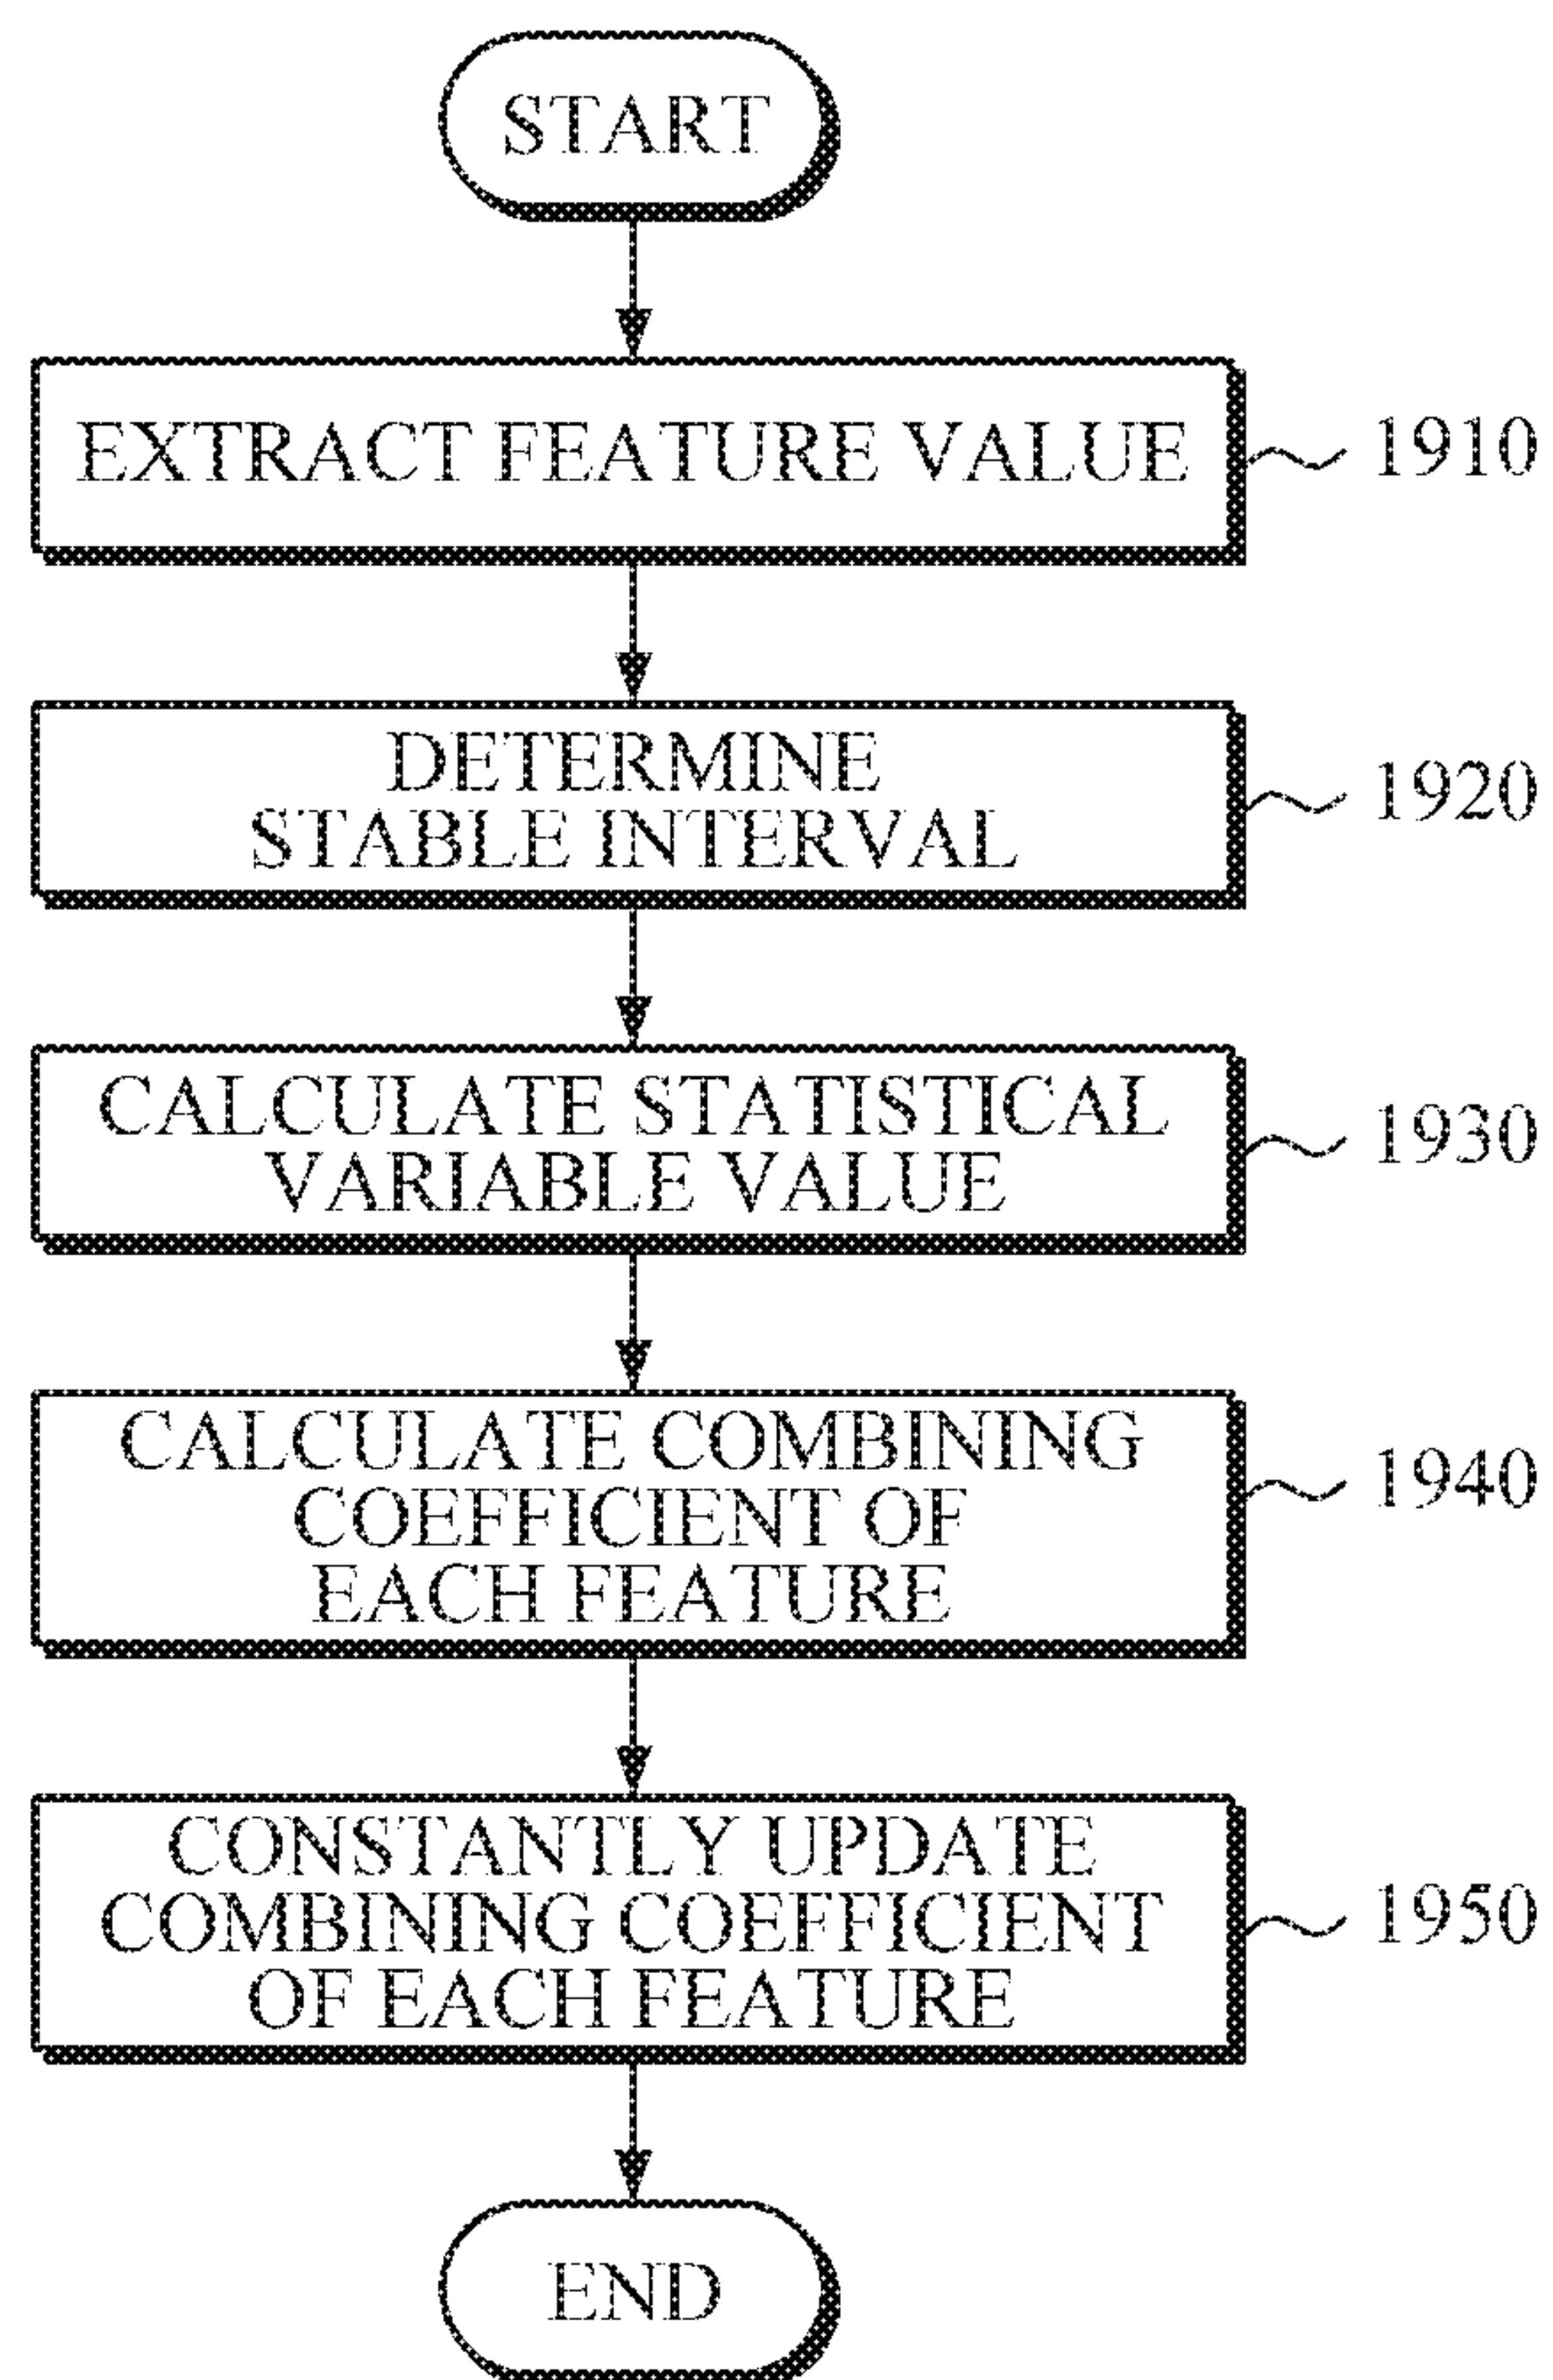 START
EXTRACT FEATURE VALUE
1910
DETERMINE
STABLE INTERVAL
1920
CALCULATE STATISTICAL
VARIABLE VALUE
1930
CALCULATE COMBINING
COEFFICIENT OF
EACH FEATURE
1940
CONSTANTLY UPDATE
COMBINING COEFFICIENT
OF EACH FEATURE
1950
END